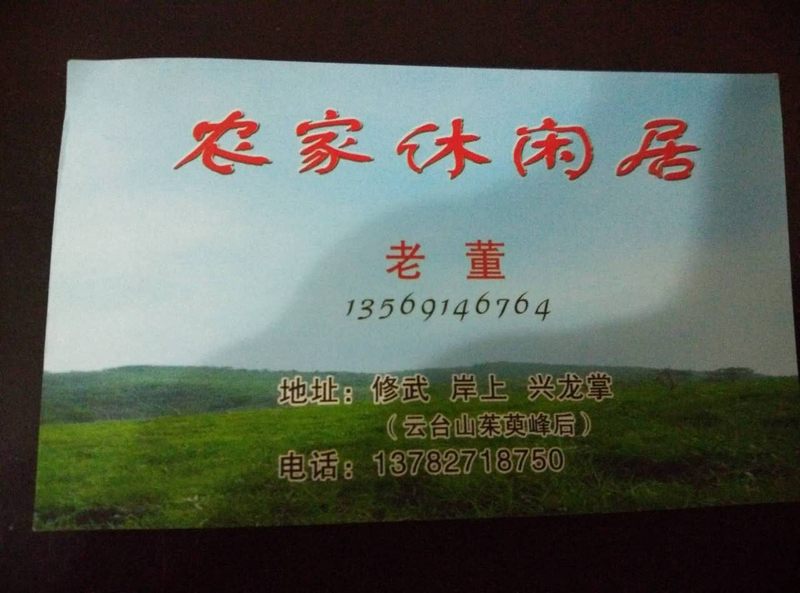 农家休闲居
老董
13569146764
地址：修武 岸上 兴龙掌
（云台山茱萸峰后）
电话：13782718750